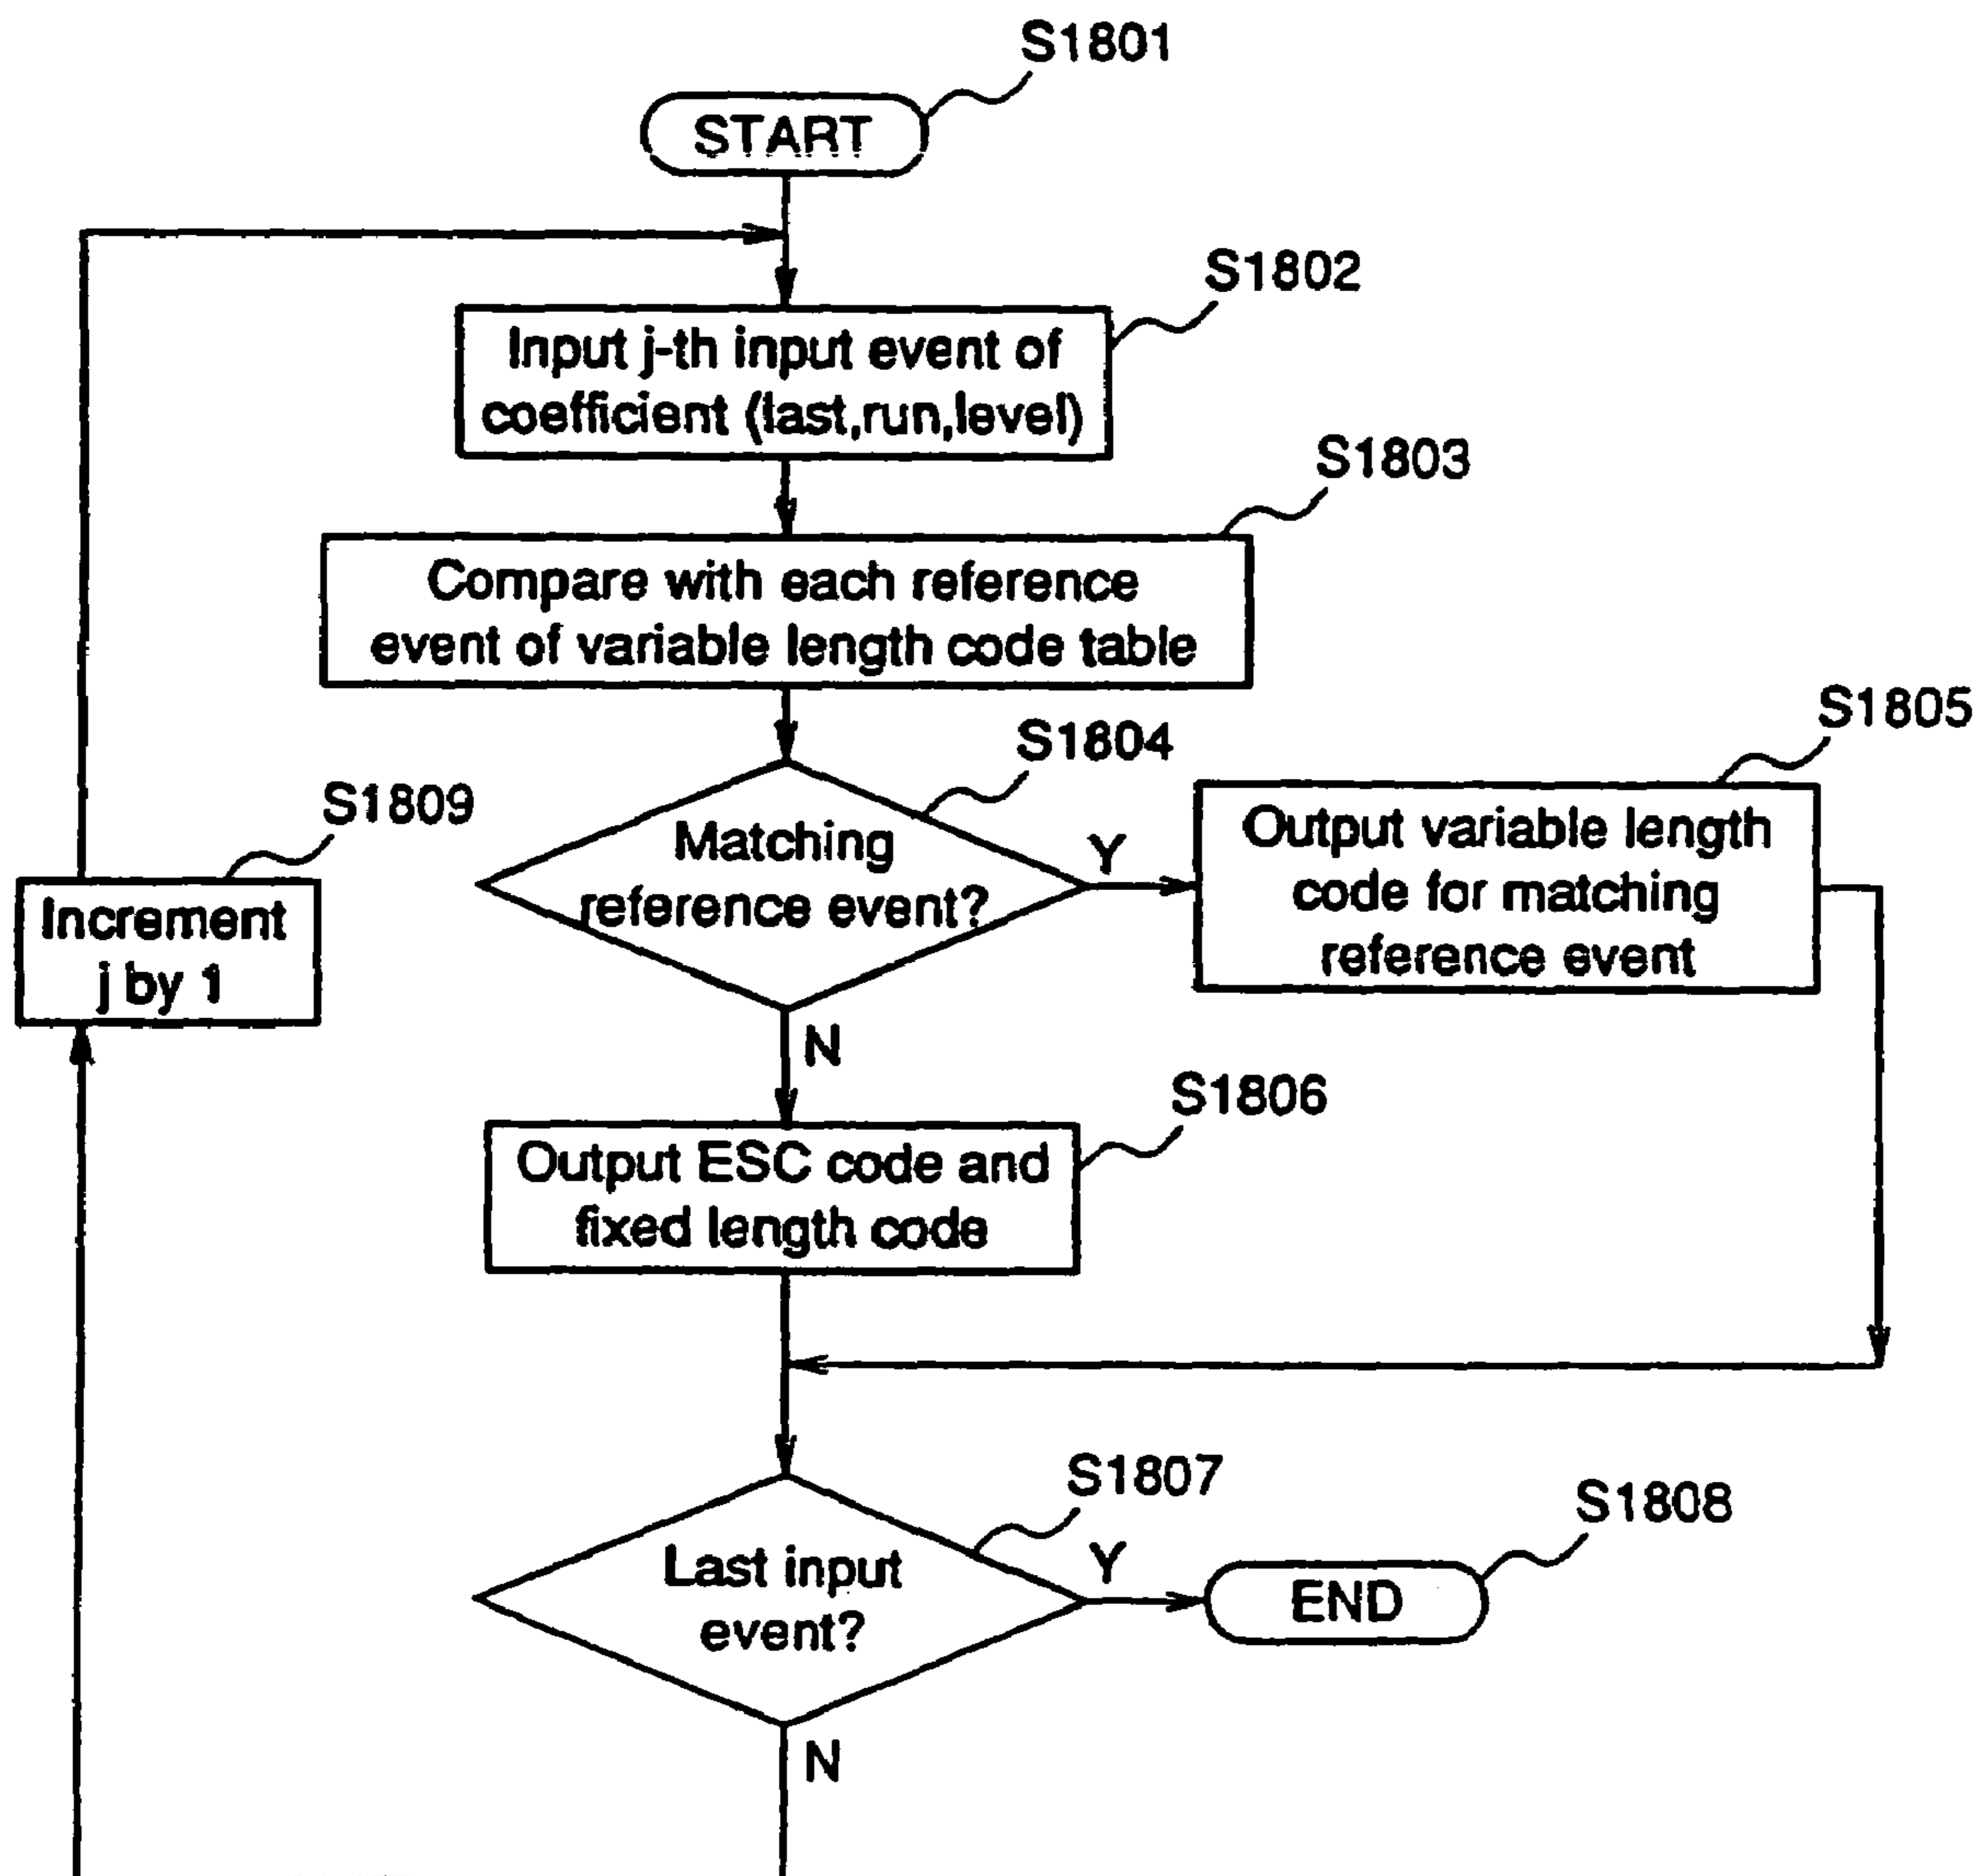 S1801
START
S1802
Input j-th input event of
coefficient (last,run,level)
S1803
Compare with each reference
event of variable length code table
S1804
Matching
reference event?
Y
S1805
Output variable length
code for matching
reference event
S1809
Increment
j by 1
N
S1806
Output ESC code and
fixed length code
S1807
Last input
event?
Y
S1808
END
N